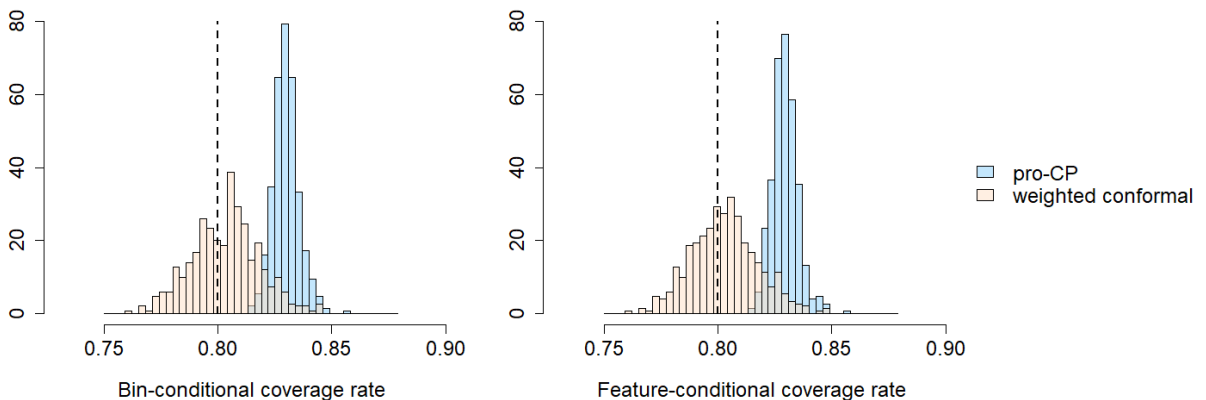 80
60
40
20
0
0.75 0.80 0.85 0.90
Bin-conditional coverage rate
80
60
40
20
0
0.75 0.80 0.85 0.90
Feature-conditional coverage rate
pro-CP
weighted conformal